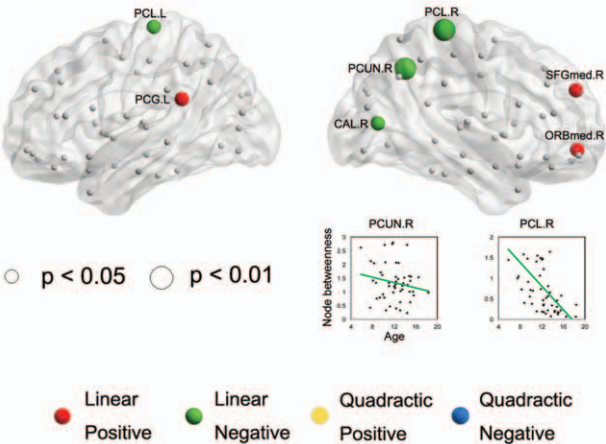 PCL.L
PCG.L
PCL.R
PCUN.R
SFGmed.R
CAL.R
ORBmed.R
p < 0.05
p < 0.01
PCUN.R
PCL.R
Node betweenness
3
2.5
2
1.5
1
0.5
0
4 8 12 16 20
Age
2
1.5
1
0.5
0
4 8 12 16 20
Linear Positive
Linear Negative
Quadractic Positive
Quadractic Negative